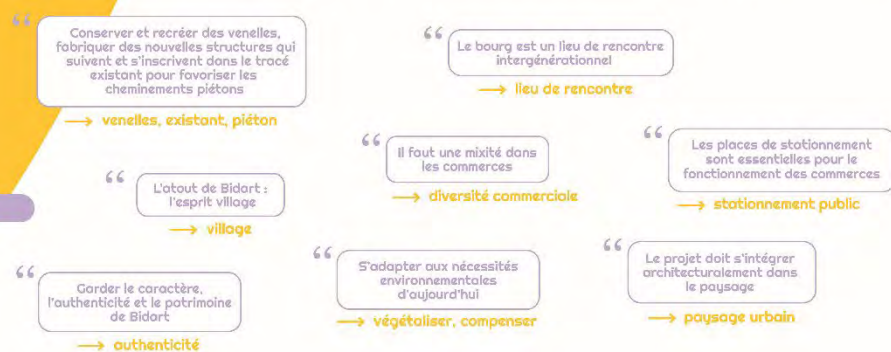 “ Conserver et recréer des venelles,
fabriquer des nouvelles structures qui
suivent et s'inscrivent dans le tracé
existant pour favoriser les
cheminements piétons
→ venelles, existant, piéton
“ Le bourg est un lieu de rencontre
intergénérationnel
→ lieu de rencontre
“ Il faut une mixité dans
les commerces
→ diversité commerciale
“ Les places de stationnement
sont essentielles pour le
fonctionnement des commerces
→ stationnement public
“ L'atout de Bidart :
l'esprit village
→ village
“ Garder le caractère,
l'authenticité et le patrimoine
de Bidart
→ authenticité
“ S'adapter aux nécessités
environnementales
d'aujourd'hui
→ végétaliser, compenser
“ Le projet doit s'intégrer
architecturalement dans
le paysage
→ paysage urbain